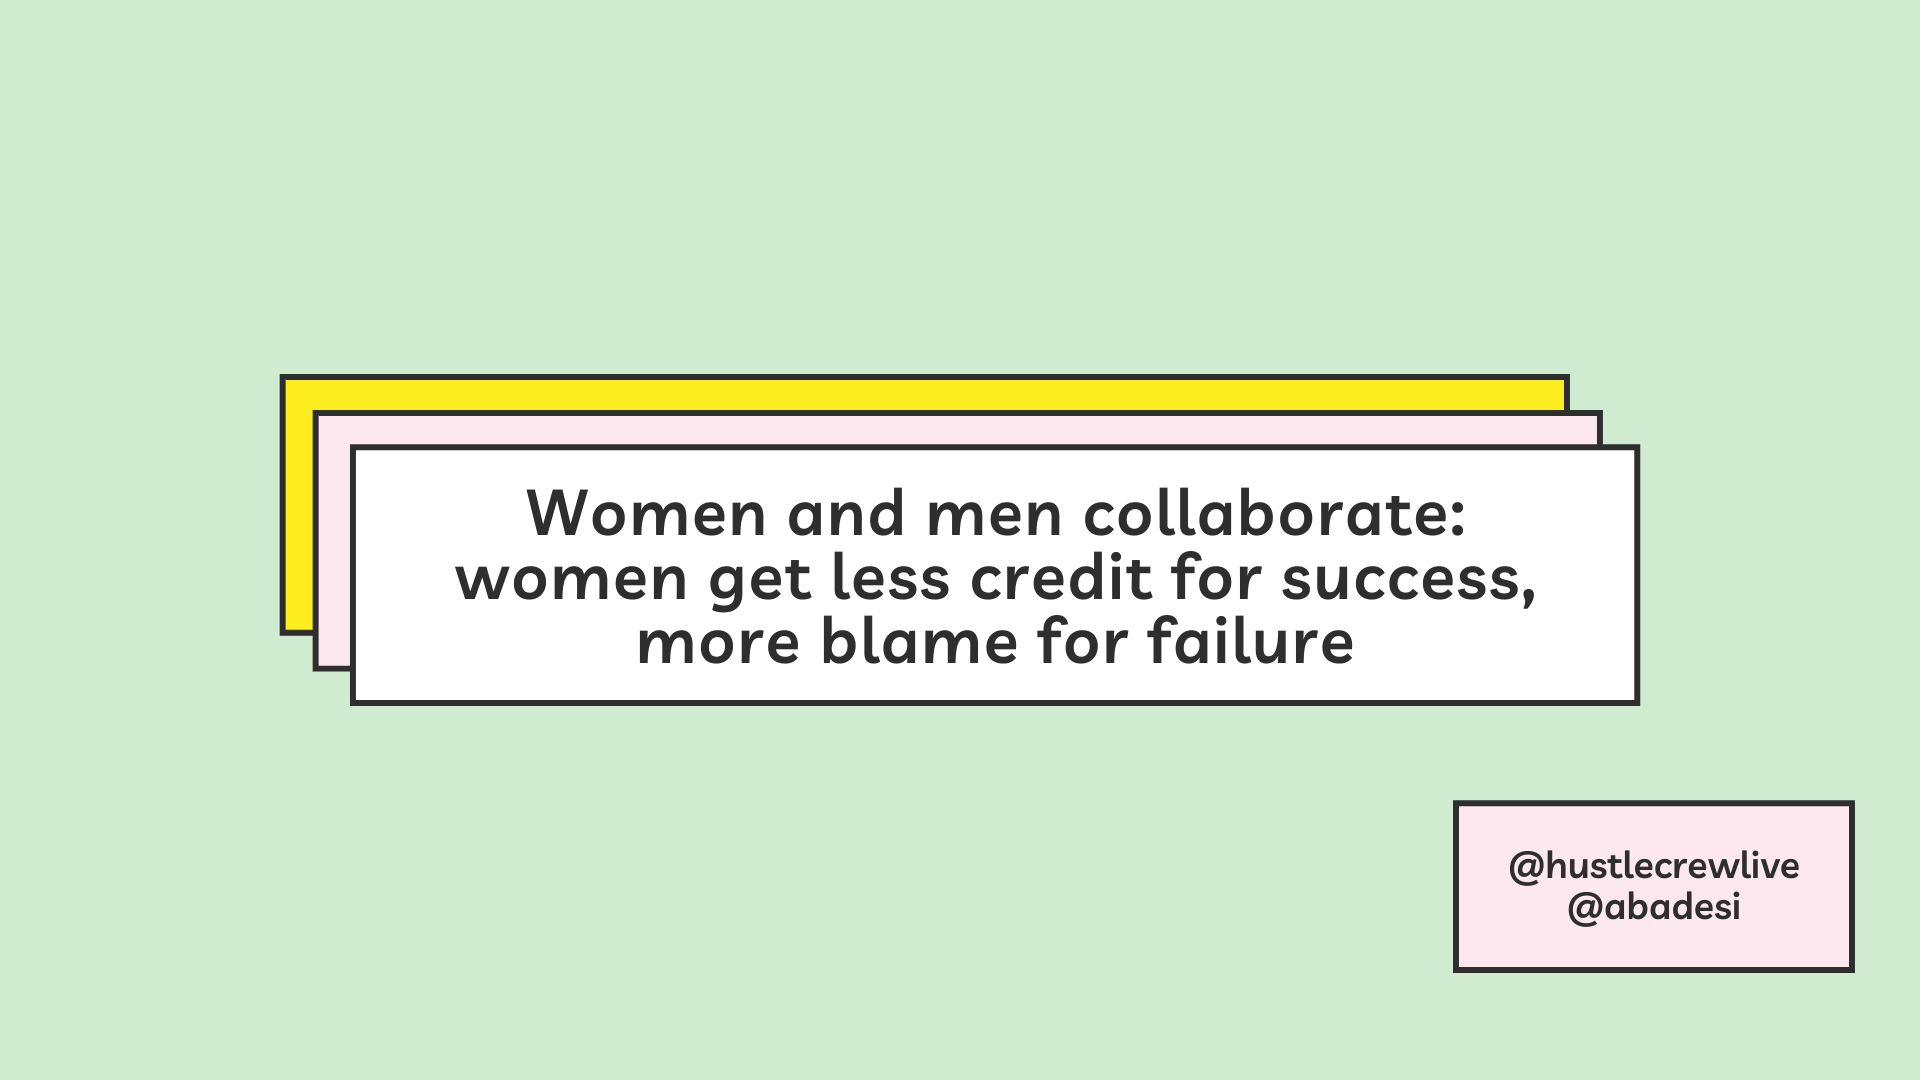 Women and men collaborate:
women get less credit for success,
more blame for failure
@hustlecrewlive
@abadesi